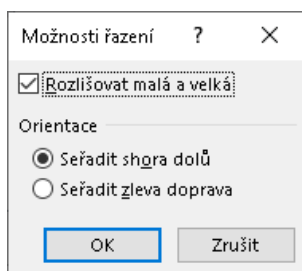 Možnosti řazení ?
Rozlišovat malá a velká
Orientace
Seřadit shora dolů
Seřadit zleva doprava
OK Zrušit